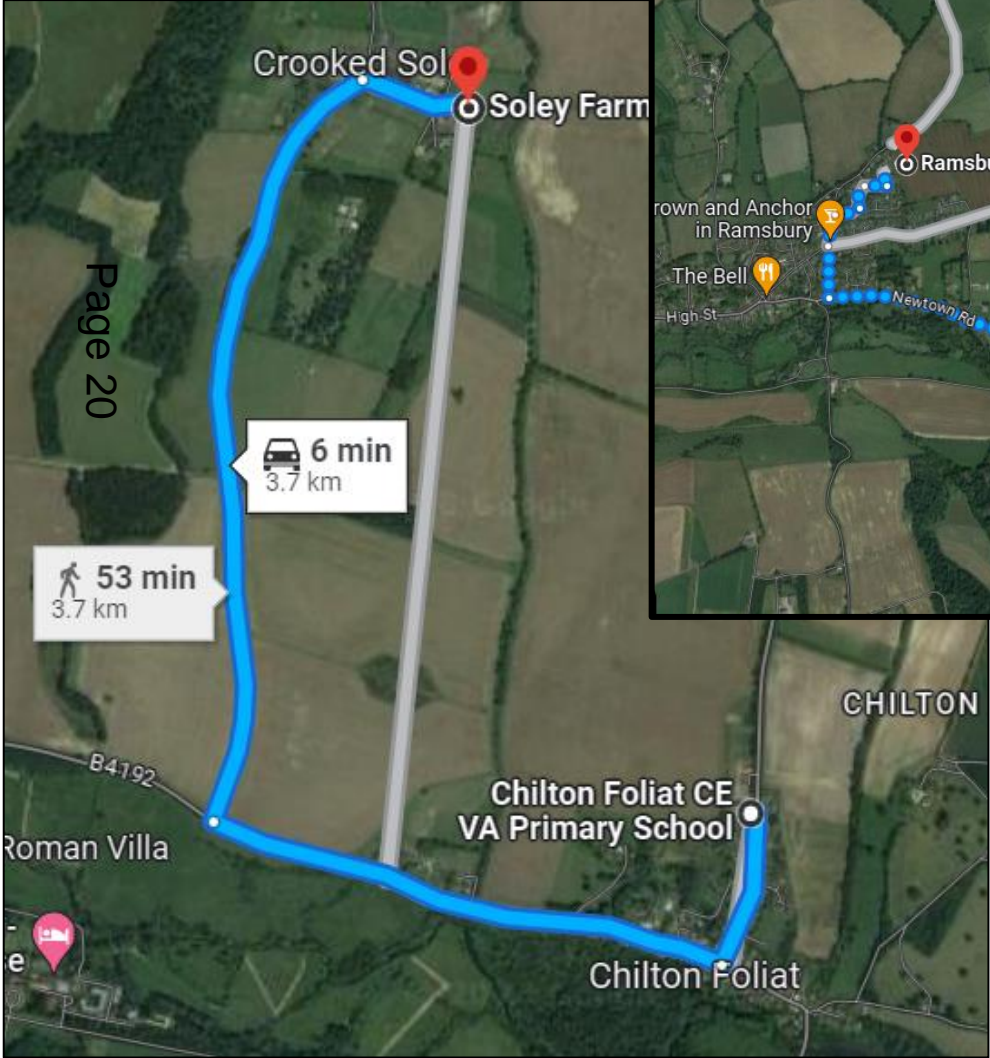 Crooked Sol
Soley Farm
Page 20
6 min
3.7 km
53 min
3.7 km
B4192
Roman Villa
Chilton Foliat CE
VA Primary School
CHILTON
Chilton Foliat
-
e
Ramsbu
rown and Anchor
in Ramsbury
The Bell
High St
Newtown Rd